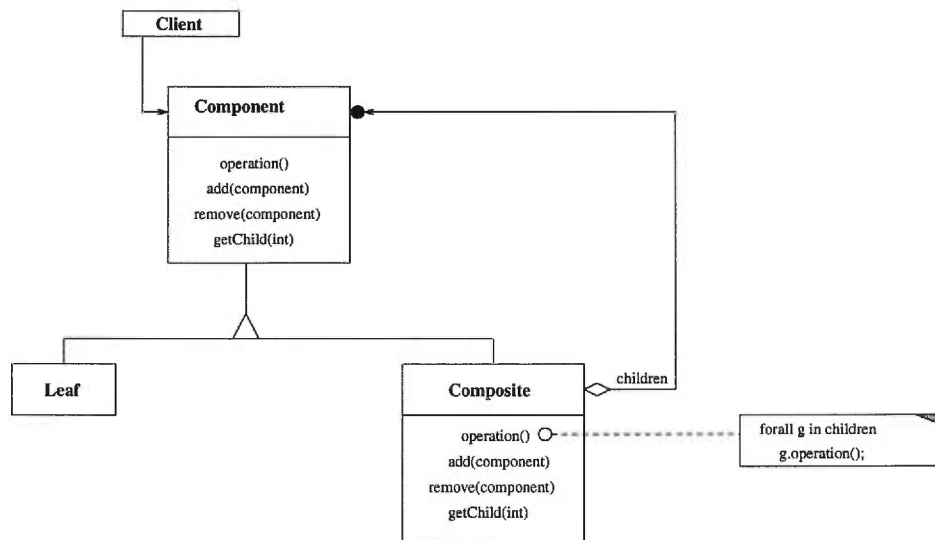 Client
Component
operation()
add(component)
remove(component)
getChild(int)
Leaf
Composite
children
operation()
add(component)
remove(component)
getChild(int)
forall g in children
g.operation();